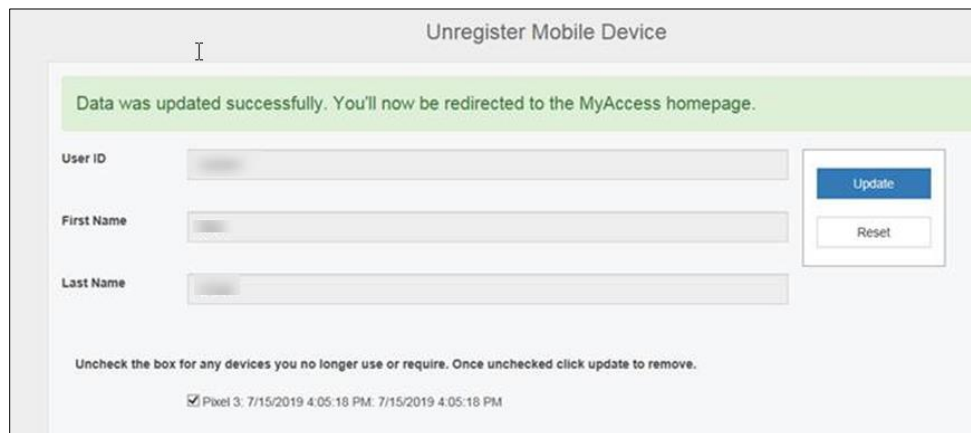 Unregister Mobile Device
Data was updated successfully. You'll now be redirected to the MyAccess homepage.
User ID
Update
First Name
Reset
Last Name
Uncheck the box for any devices you no longer use or require. Once unchecked click update to remove.
Pixel 3: 7/15/2019 4:05:18 PM: 7/15/2019 4:05:18 PM